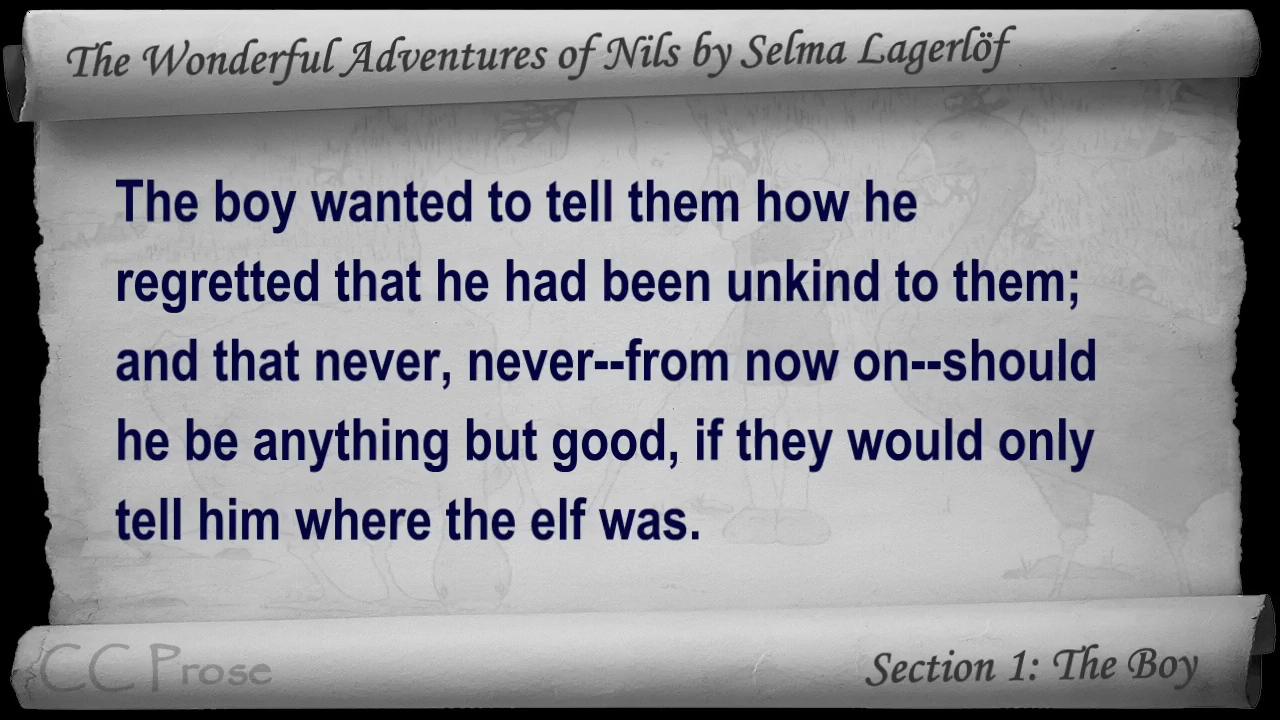 The Wonderful Adventures of Nils by Selma Lagerlöf
The boy wanted to tell them how he
regretted that he had been unkind to them;
and that never, never--from now on--should
he be anything but good, if they would only
tell him where the elf was.
CC Prose
Section 1: The Boy